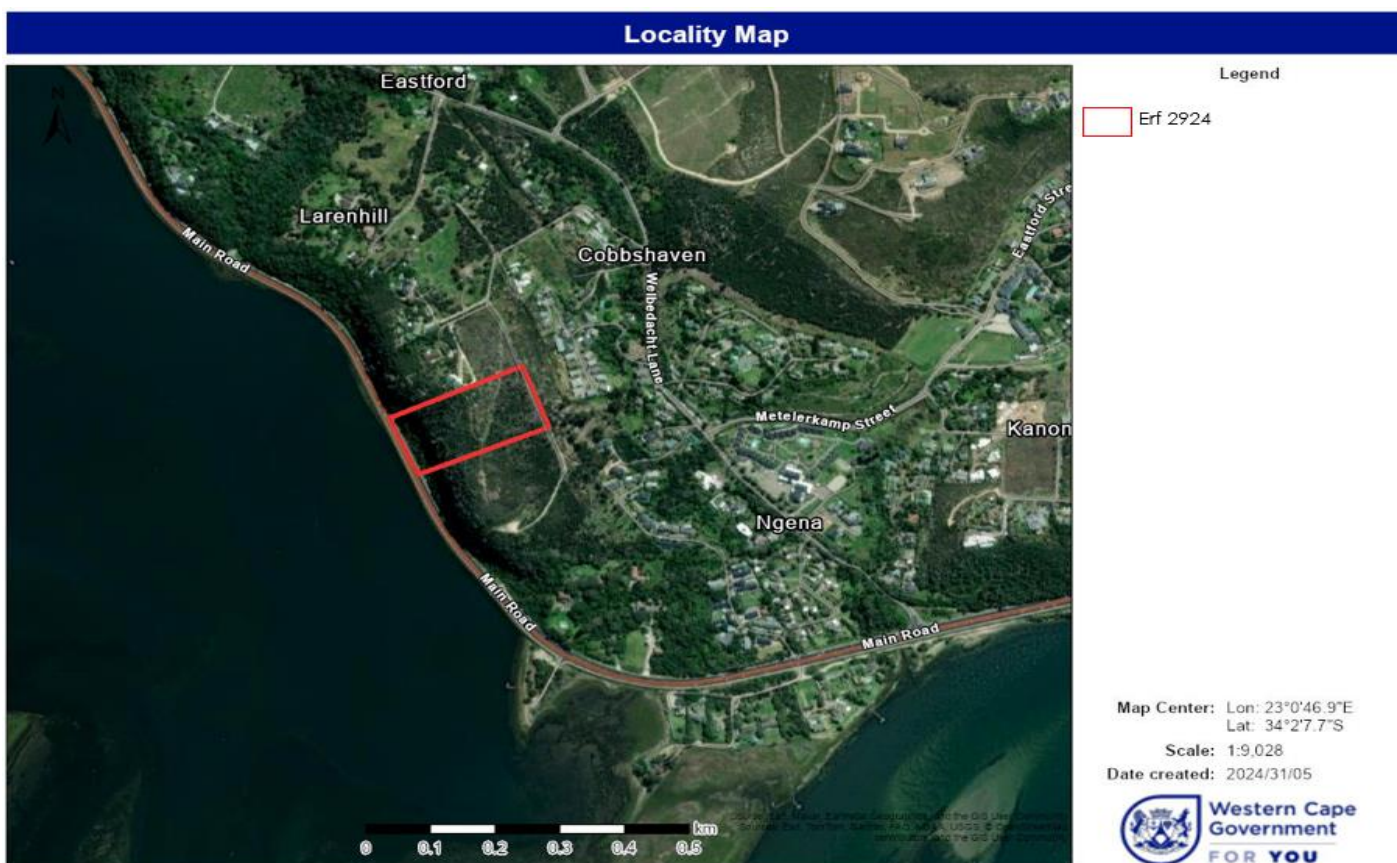 Locality Map
Eastford
N
Larenhill
Main Road
Cobbshaven
Welbedacht Lane
Eastford Stre
Metelerkamp Street
Kanon
Ngena
Main Road
Main Road
km
0 0.1 0.2 0.3 0.4 0.5
Legend
Erf 2924
Map Center: Lon: 23°0'46.9"E
Lat: 34°2'7.7"S
Scale: 1:9,028
Date created: 2024/31/05
Western Cape
Government
FOR YOU